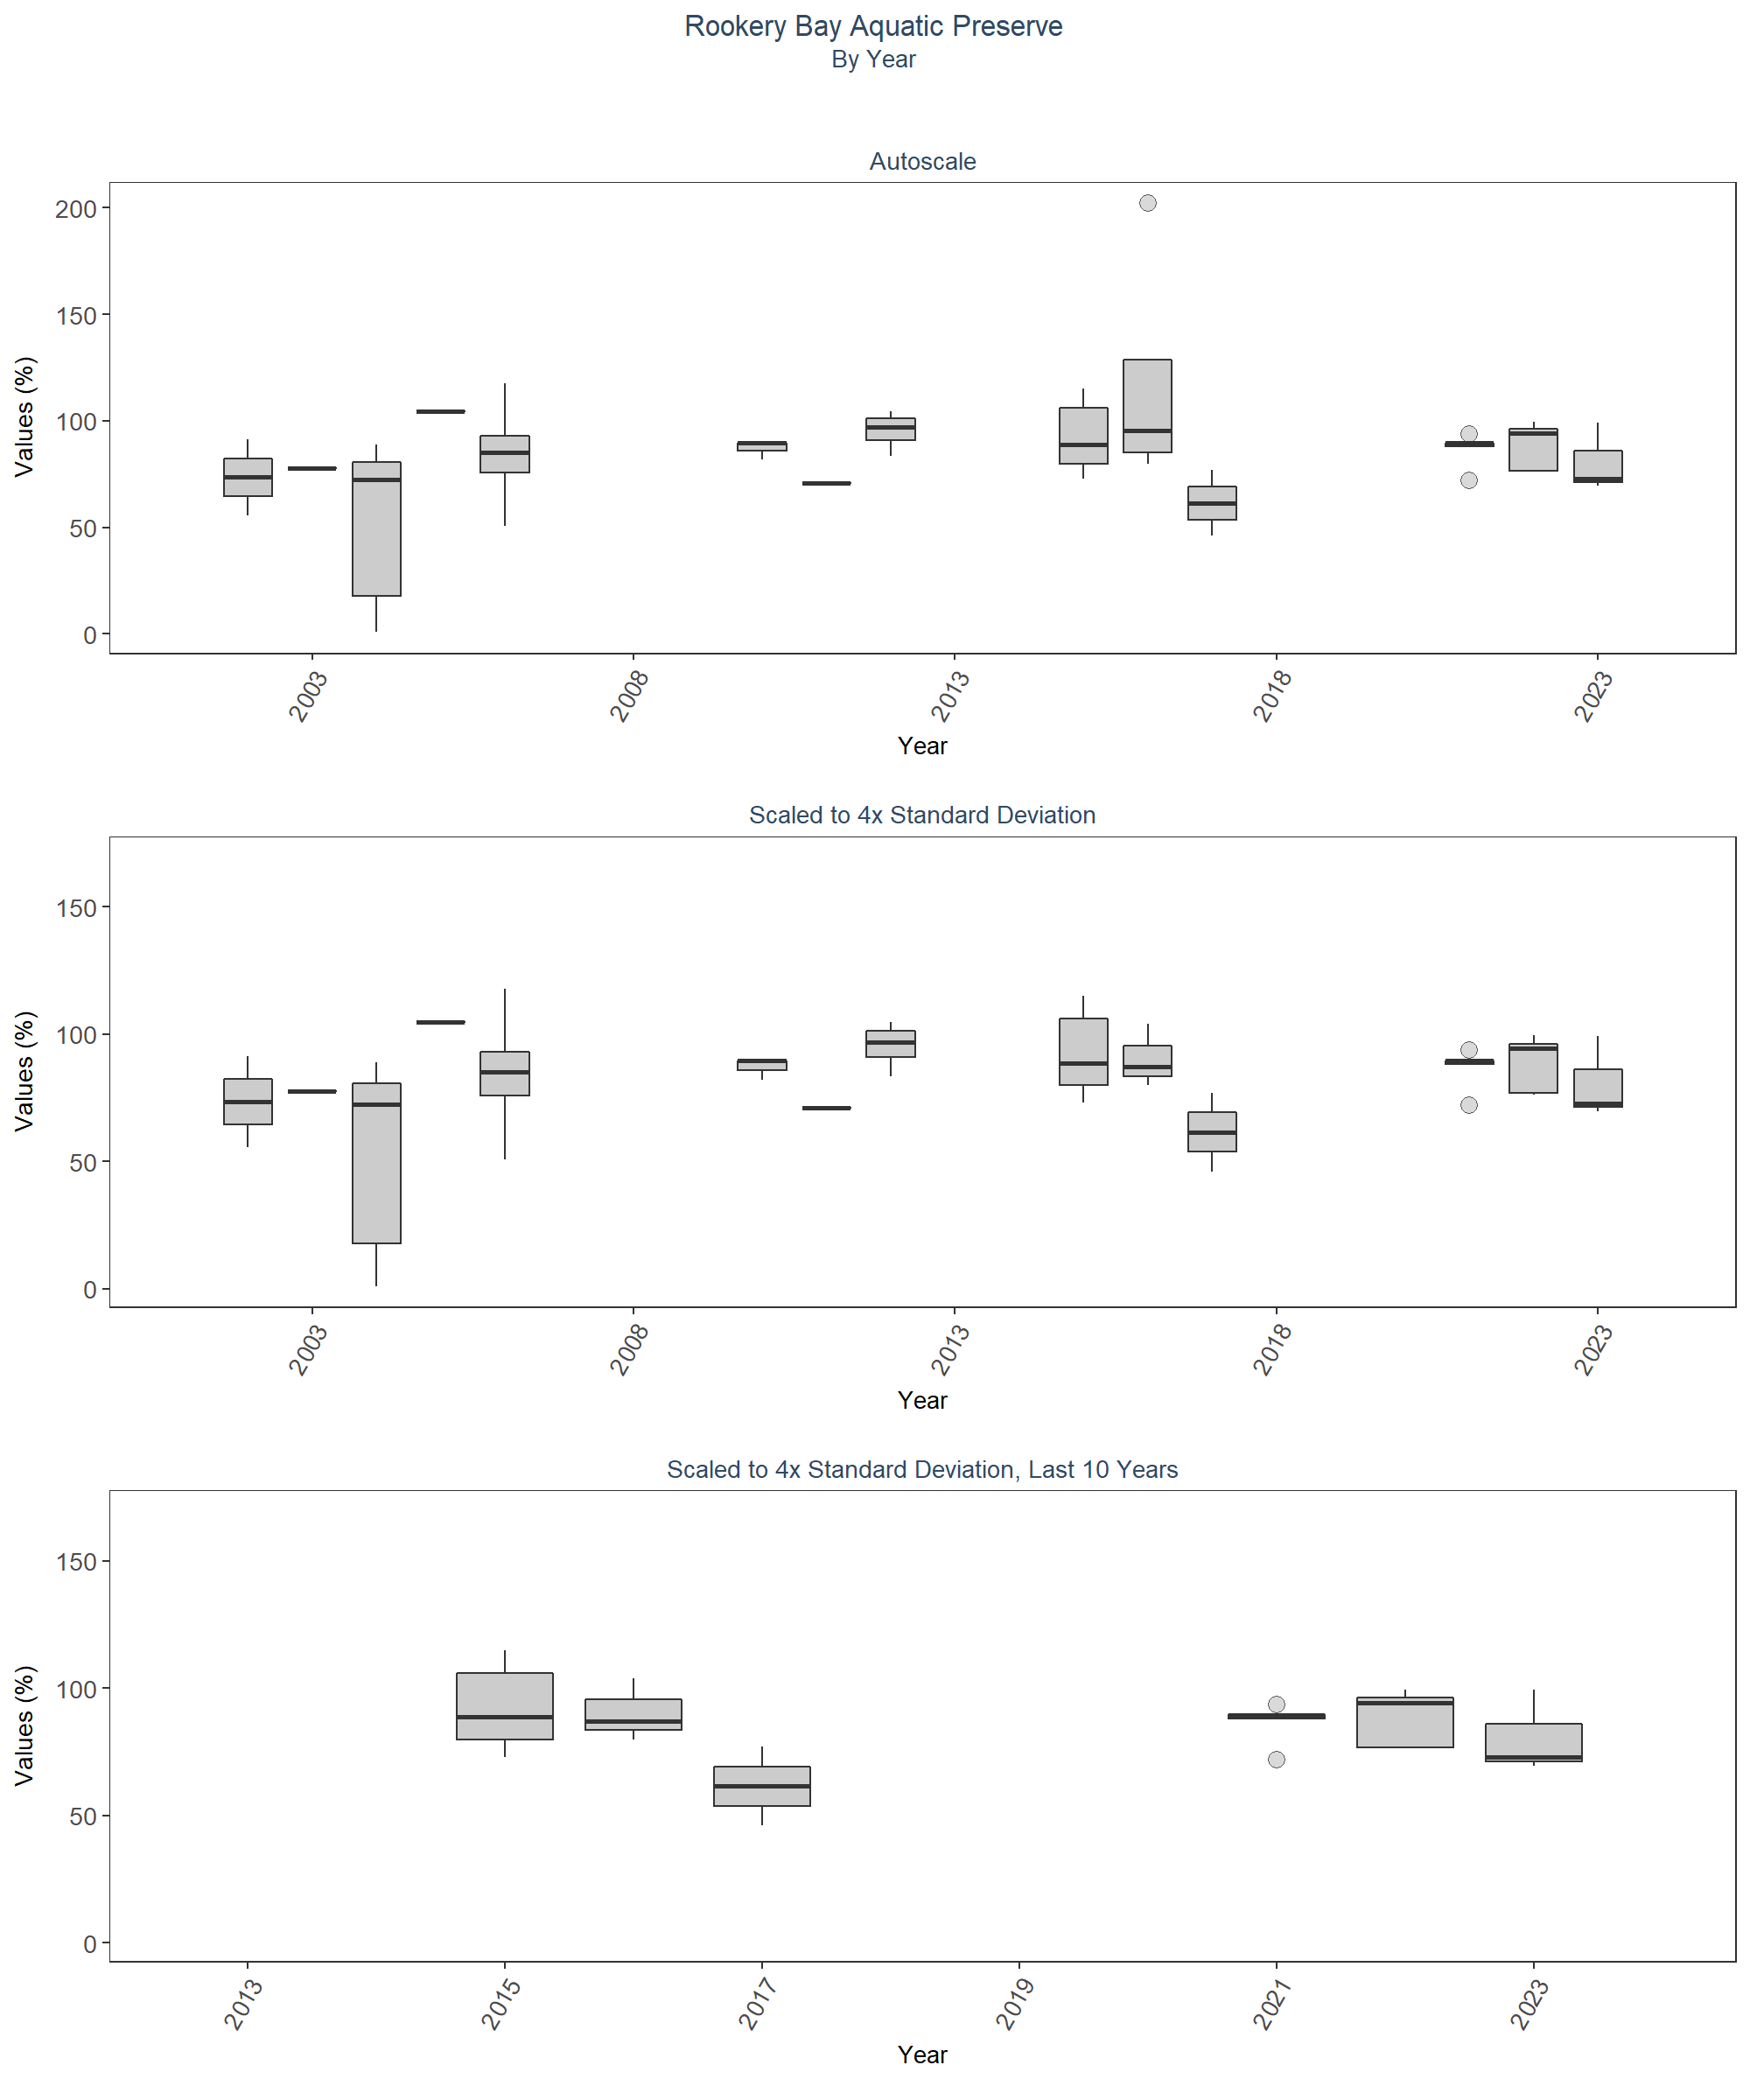 Rookery Bay Aquatic Preserve
By Year
Autoscale
Values (%)
200
150
100
50
0
2003
2008
2013
2018
2023
Year
Scaled to 4x Standard Deviation
Values (%)
150
100
50
0
2003
2008
2013
2018
2023
Year
Scaled to 4x Standard Deviation, Last 10 Years
Values (%)
150
100
50
0
2013
2015
2017
2019
2021
2023
Year